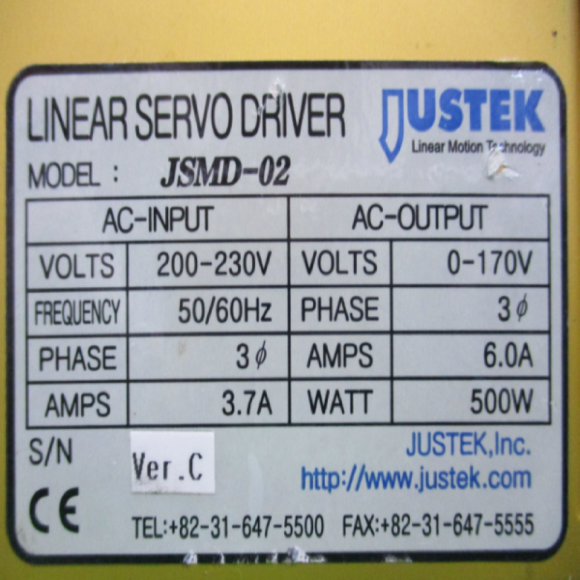 LINEAR SERVO DRIVER JUSTEK
Linear Motion Technology
MODEL : JSMD-02
AC-INPUT AC-OUTPUT
VOLTS 200-230V VOLTS 0-170V
FREQUENCY 50/60Hz PHASE 3ϕ
PHASE 3ϕ AMPS 6.0A
AMPS 3.7A WATT 500W
S/N Ver.C JUSTEK,Inc.
http://www.justek.com
CE TEL:+82-31-647-5500 FAX:+82-31-647-5555